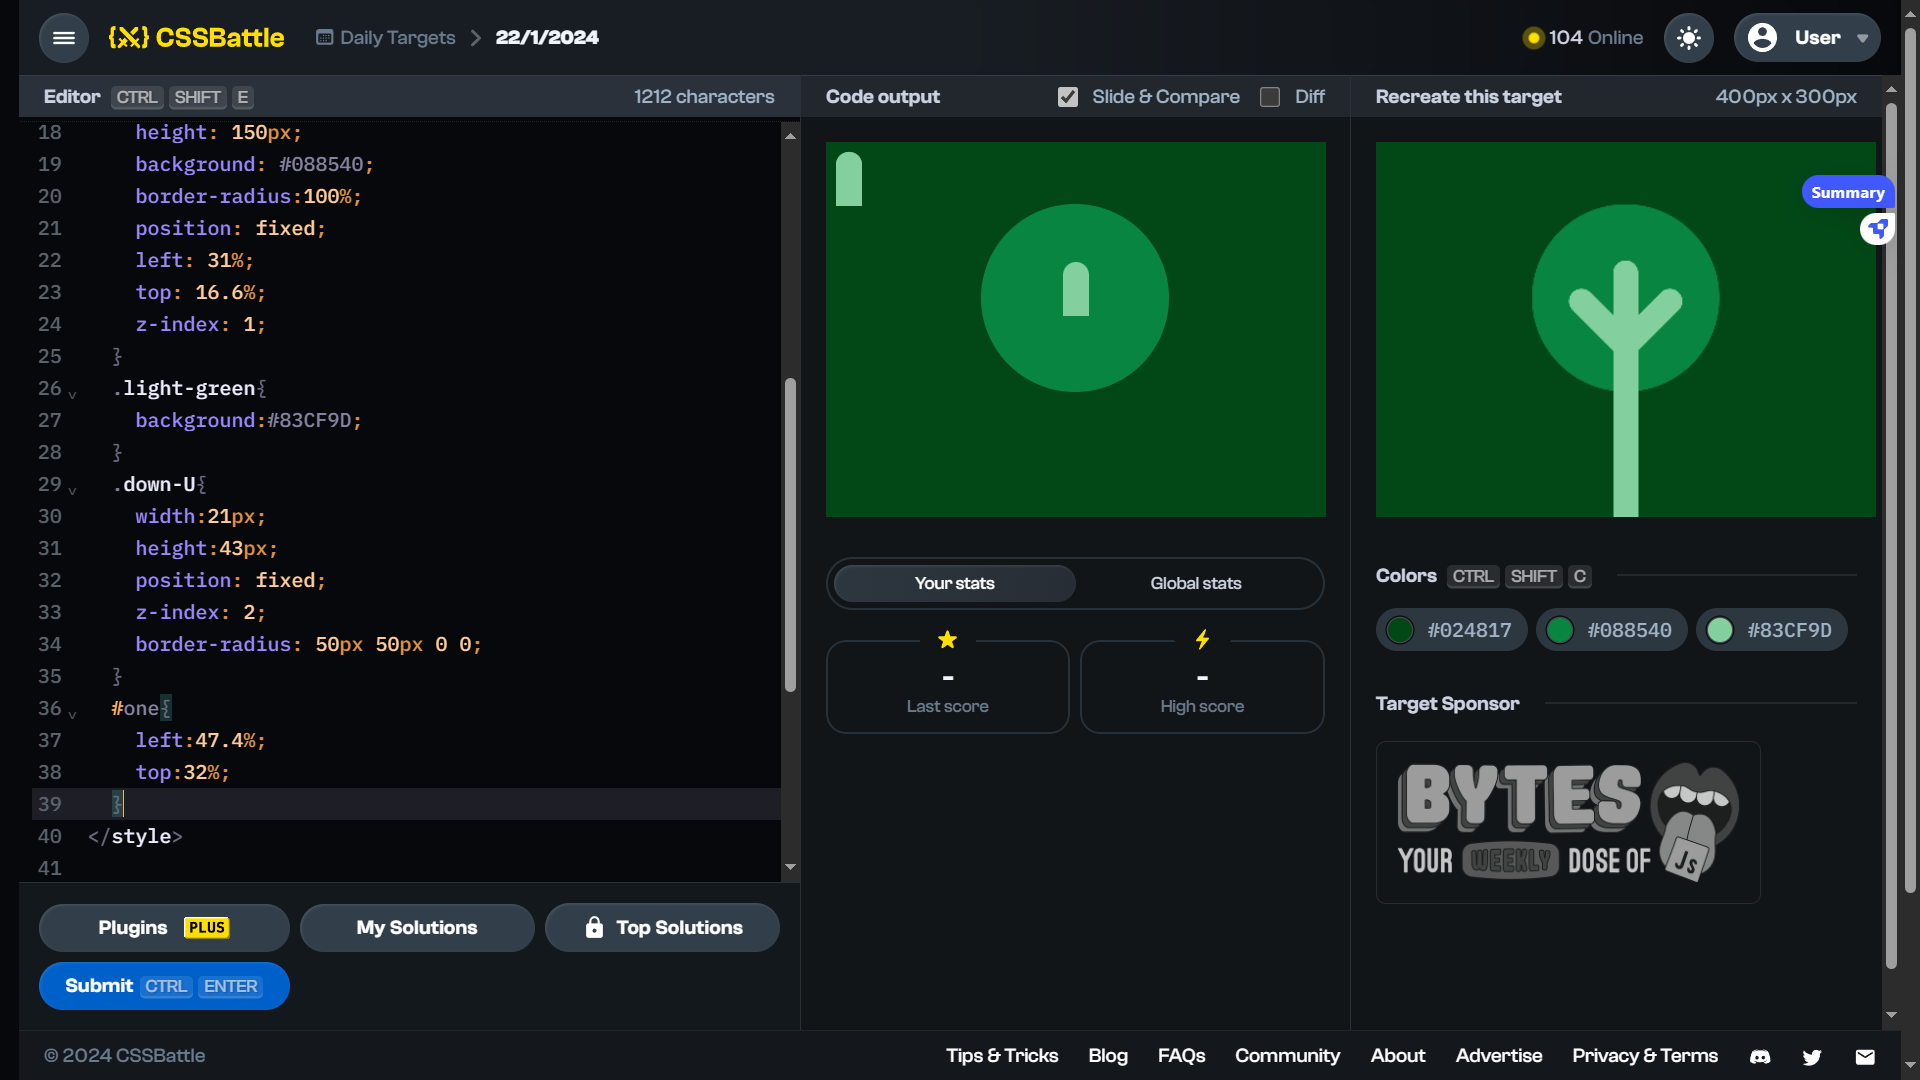 CSSBattle
Daily Targets
22/1/2024
104 Online
User
Editor CTRL SHIFT E
1212 characters
18 height: 150px;
19 background: #088540;
20 border-radius:100%;
21 position: fixed;
22 left: 31%;
23 top: 16.6%;
24 z-index: 1;
25 }
26 .light-green{
27 background:#83CF9D;
28 }
29 .down-U{
30 width:21px;
31 height:43px;
32 position: fixed;
33 z-index: 2;
34 border-radius: 50px 50px 0 0;
35 }
36 #one{
37 left:47.4%;
38 top:32%;
39 }
40 </style>
41
Plugins PLUS
My Solutions
Top Solutions
Submit CTRL ENTER
Code output
Slide & Compare
Diff
Your stats
Global stats
-
Last score
-
High score
Recreate this target
400px x 300px
Summary
Colors CTRL SHIFT C
#024817
#088540
#83CF9D
Target Sponsor
BYTES
YOUR WEEKLY DOSE OF JS
© 2024 CSSBattle
Tips & Tricks
Blog
FAQs
Community
About
Advertise
Privacy & Terms